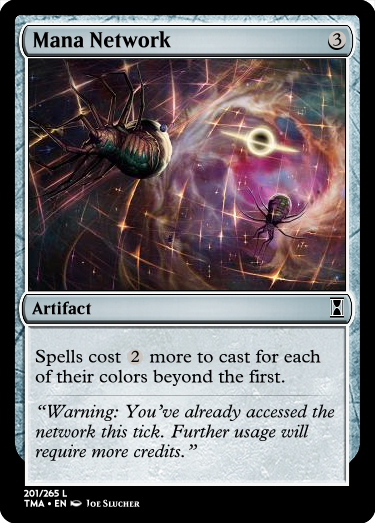 Mana Network 3
Artifact
Spells cost 2 more to cast for each
of their colors beyond the first.
“Warning: You’ve already accessed the
network this tick. Further usage will
require more credits.”
201/265 L
TMA • EN Joe Slucher